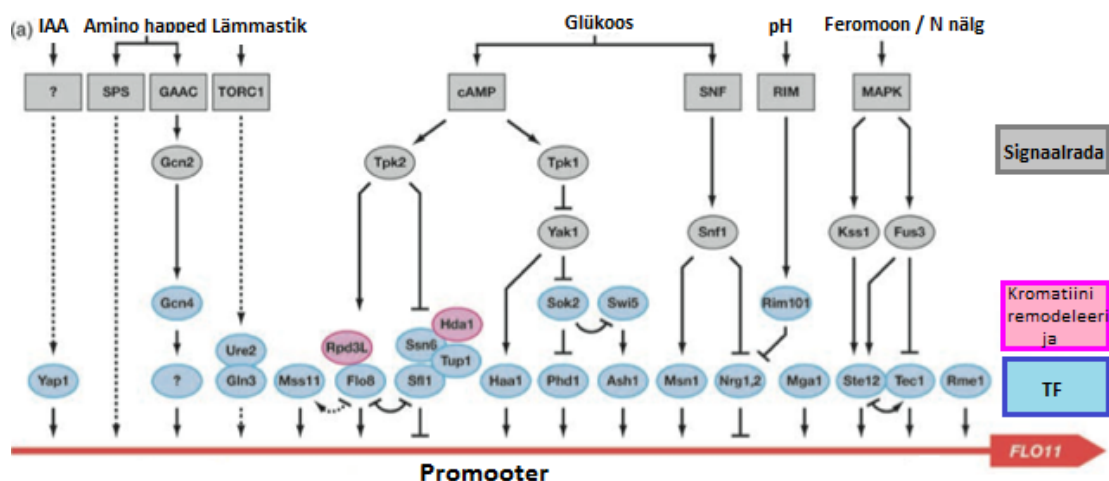 (a) IAA Amino happed Lämmastik Glükoos pH Feromoon / N nälg
? SPS GAAC TORC1 cAMP SNF RIM MAPK
Signaalrada
Gcn2 Tpk2 Tpk1
Yak1 Snf1 Kss1 Fus3
Gcn4 Sok2 Swi5 Rim101
Kromatiini
remodeleeri
ja
Hda1
Ure2 Rpd3L Ssn6 Tup1
Yap1 ? Gln3 Mss11 Flo8 Sfl1 Haa1 Phd1 Ash1 Msn1 Nrg1,2 Mga1 Ste12 Tec1 Rme1
TF
FLO11
Promooter